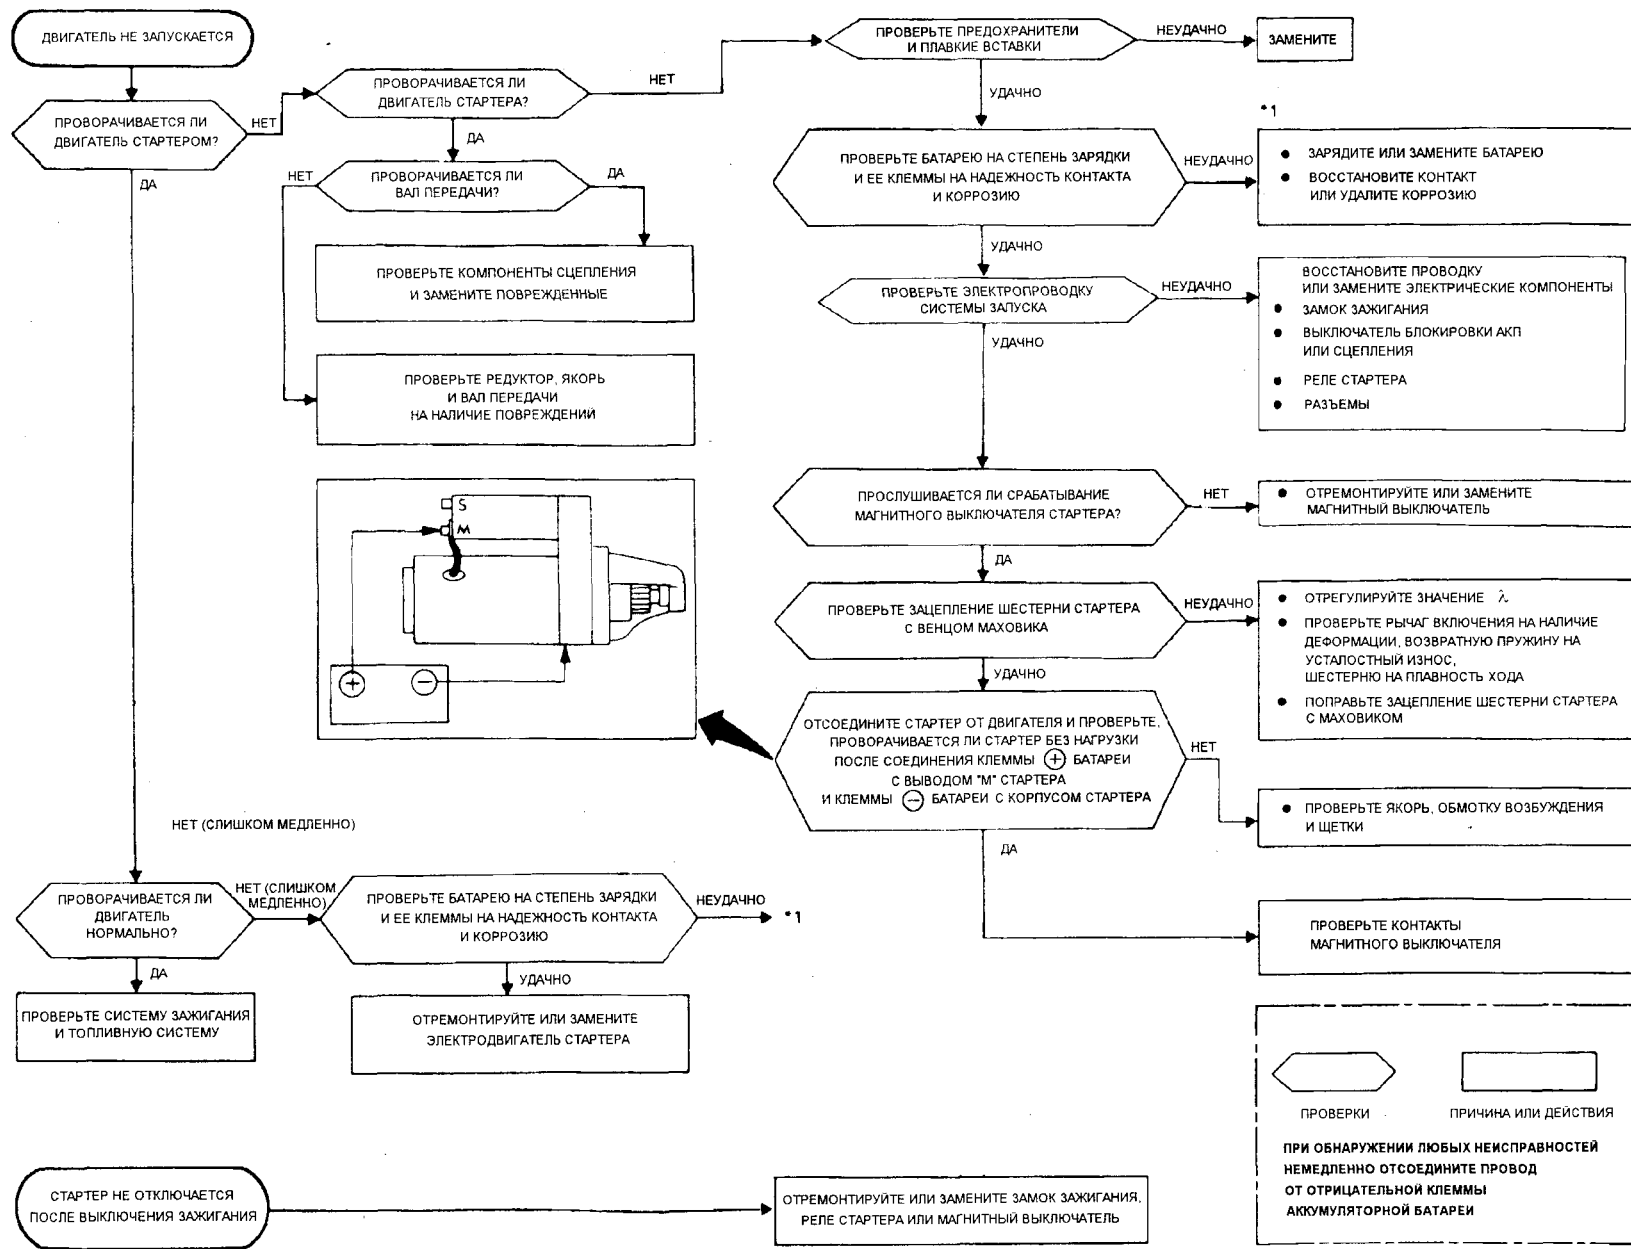 ДВИГАТЕЛЬ НЕ ЗАПУСКАЕТСЯ
ПРОВОРАЧИВАЕТСЯ ЛИ
ДВИГАТЕЛЬ СТАРТЕРОМ?
НЕТ
ДА
ПРОВОРАЧИВАЕТСЯ ЛИ
ДВИГАТЕЛЬ СТАРТЕРА?
НЕТ
ДА
НЕТ
ПРОВОРАЧИВАЕТСЯ ЛИ
ВАЛ ПЕРЕДАЧИ?
ДА
ПРОВЕРЬТЕ КОМПОНЕНТЫ СЦЕПЛЕНИЯ
И ЗАМЕНИТЕ ПОВРЕЖДЕННЫЕ
ПРОВЕРЬТЕ РЕДУКТОР, ЯКОРЬ
И ВАЛ ПЕРЕДАЧИ
НА НАЛИЧИЕ ПОВРЕЖДЕНИЙ
S
M
+
−
ПРОВЕРЬТЕ ПРЕДОХРАНИТЕЛИ
И ПЛАВКИЕ ВСТАВКИ
НЕУДАЧНО
ЗАМЕНИТЕ
УДАЧНО
*1
ПРОВЕРЬТЕ БАТАРЕЮ НА СТЕПЕНЬ ЗАРЯДКИ
И ЕЕ КЛЕММЫ НА НАДЕЖНОСТЬ КОНТАКТА
И КОРРОЗИЮ
НЕУДАЧНО
● ЗАРЯДИТЕ ИЛИ ЗАМЕНИТЕ БАТАРЕЮ
● ВОССТАНОВИТЕ КОНТАКТ
ИЛИ УДАЛИТЕ КОРРОЗИЮ
УДАЧНО
ПРОВЕРЬТЕ ЭЛЕКТРОПРОВОДКУ
СИСТЕМЫ ЗАПУСКА
НЕУДАЧНО
ВОССТАНОВИТЕ ПРОВОДКУ
ИЛИ ЗАМЕНИТЕ ЭЛЕКТРИЧЕСКИЕ КОМПОНЕНТЫ
● ЗАМОК ЗАЖИГАНИЯ
● ВЫКЛЮЧАТЕЛЬ БЛОКИРОВКИ АКП
ИЛИ СЦЕПЛЕНИЯ
● РЕЛЕ СТАРТЕРА
● РАЗЪЕМЫ
УДАЧНО
ПРОСЛУШИВАЕТСЯ ЛИ СРАБАТЫВАНИЕ
МАГНИТНОГО ВЫКЛЮЧАТЕЛЯ СТАРТЕРА?
НЕТ
● ОТРЕМОНТИРУЙТЕ ИЛИ ЗАМЕНИТЕ
МАГНИТНЫЙ ВЫКЛЮЧАТЕЛЬ
ДА
ПРОВЕРЬТЕ ЗАЦЕПЛЕНИЕ ШЕСТЕРНИ СТАРТЕРА
С ВЕНЦОМ МАХОВИКА
НЕУДАЧНО
● ОТРЕГУЛИРУЙТЕ ЗНАЧЕНИЕ λ
● ПРОВЕРЬТЕ РЫЧАГ ВКЛЮЧЕНИЯ НА НАЛИЧИЕ
ДЕФОРМАЦИИ, ВОЗВРАТНУЮ ПРУЖИНУ НА
УСТАЛОСТНЫЙ ИЗНОС,
ШЕСТЕРНЮ НА ПЛАВНОСТЬ ХОДА
● ПОПРАВЬТЕ ЗАЦЕПЛЕНИЕ ШЕСТЕРНИ СТАРТЕРА
С МАХОВИКОМ
УДАЧНО
ОТСОЕДИНИТЕ СТАРТЕР ОТ ДВИГАТЕЛЯ И ПРОВЕРЬТЕ,
ПРОВОРАЧИВАЕТСЯ ЛИ СТАРТЕР БЕЗ НАГРУЗКИ
ПОСЛЕ СОЕДИНЕНИЯ КЛЕММЫ + БАТАРЕИ
С ВЫВОДОМ "М" СТАРТЕРА
И КЛЕММЫ − БАТАРЕИ С КОРПУСОМ СТАРТЕРА
НЕТ
● ПРОВЕРЬТЕ ЯКОРЬ, ОБМОТКУ ВОЗБУЖДЕНИЯ
И ЩЕТКИ
ДА
ПРОВЕРЬТЕ КОНТАКТЫ
МАГНИТНОГО ВЫКЛЮЧАТЕЛЯ
НЕТ (СЛИШКОМ МЕДЛЕННО)
ПРОВОРАЧИВАЕТСЯ ЛИ
ДВИГАТЕЛЬ
НОРМАЛЬНО?
НЕТ (СЛИШКОМ
МЕДЛЕННО)
ПРОВЕРЬТЕ БАТАРЕЮ НА СТЕПЕНЬ ЗАРЯДКИ
И ЕЕ КЛЕММЫ НА НАДЕЖНОСТЬ КОНТАКТА
И КОРРОЗИЮ
НЕУДАЧНО
*1
ДА
УДАЧНО
ПРОВЕРЬТЕ СИСТЕМУ ЗАЖИГАНИЯ
И ТОПЛИВНУЮ СИСТЕМУ
ОТРЕМОНТИРУЙТЕ ИЛИ ЗАМЕНИТЕ
ЭЛЕКТРОДВИГАТЕЛЬ СТАРТЕРА
ПРОВЕРКИ
ПРИЧИНА ИЛИ ДЕЙСТВИЯ
ПРИ ОБНАРУЖЕНИИ ЛЮБЫХ НЕИСПРАВНОСТЕЙ
НЕМЕДЛЕННО ОТСОЕДИНИТЕ ПРОВОД
ОТ ОТРИЦАТЕЛЬНОЙ КЛЕММЫ
АККУМУЛЯТОРНОЙ БАТАРЕИ
СТАРТЕР НЕ ОТКЛЮЧАЕТСЯ
ПОСЛЕ ВЫКЛЮЧЕНИЯ ЗАЖИГАНИЯ
ОТРЕМОНТИРУЙТЕ ИЛИ ЗАМЕНИТЕ ЗАМОК ЗАЖИГАНИЯ,
РЕЛЕ СТАРТЕРА ИЛИ МАГНИТНЫЙ ВЫКЛЮЧАТЕЛЬ